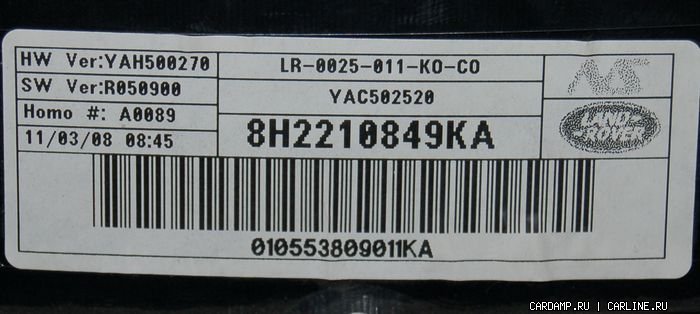 HW Ver:YAH500270
SW Ver:R050900
Homo #: A0089
11/03/08 08:45
LR-0025-011-KO-CO
YAC502520
8H2210849KA
LAND-
ROVER
010553809011KA
CARDAMP.RU | CARLINE.RU